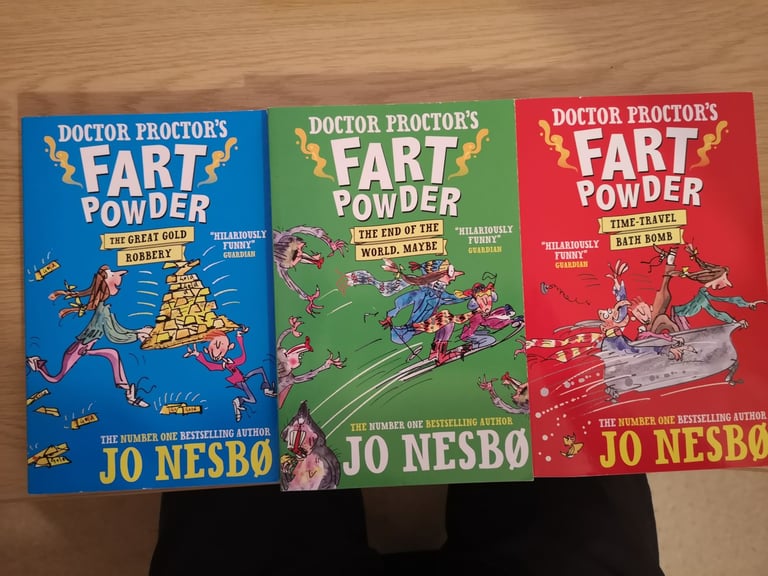 DOCTOR PROCTOR'S
FART
POWDER
THE GREAT GOLD
ROBBERY
"HILARIOUSLY
FUNNY"
GUARDIAN
THE NUMBER ONE BESTSELLING AUTHOR
JO NESBØ
DOCTOR PROCTOR'S
FART
POWDER
THE END OF THE
WORLD. MAYBE
"HILARIOUSLY
FUNNY"
GUARDIAN
THE NUMBER ONE BESTSELLING AUTHOR
JO NESBØ
DOCTOR PROCTOR'S
FART
POWDER
TIME-TRAVEL
BATH BOMB
"HILARIOUSLY
FUNNY"
GUARDIAN
THE NUMBER ONE BESTSELLING AUTHOR
JO NESBØ